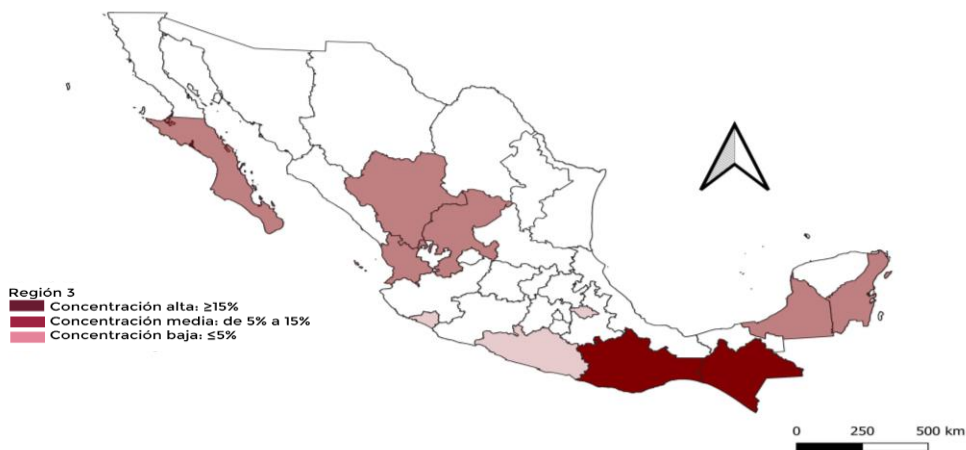 Región 3
Concentración alta: ≥15%
Concentración media: de 5% a 15%
Concentración baja: ≤5%
0 250 500 km